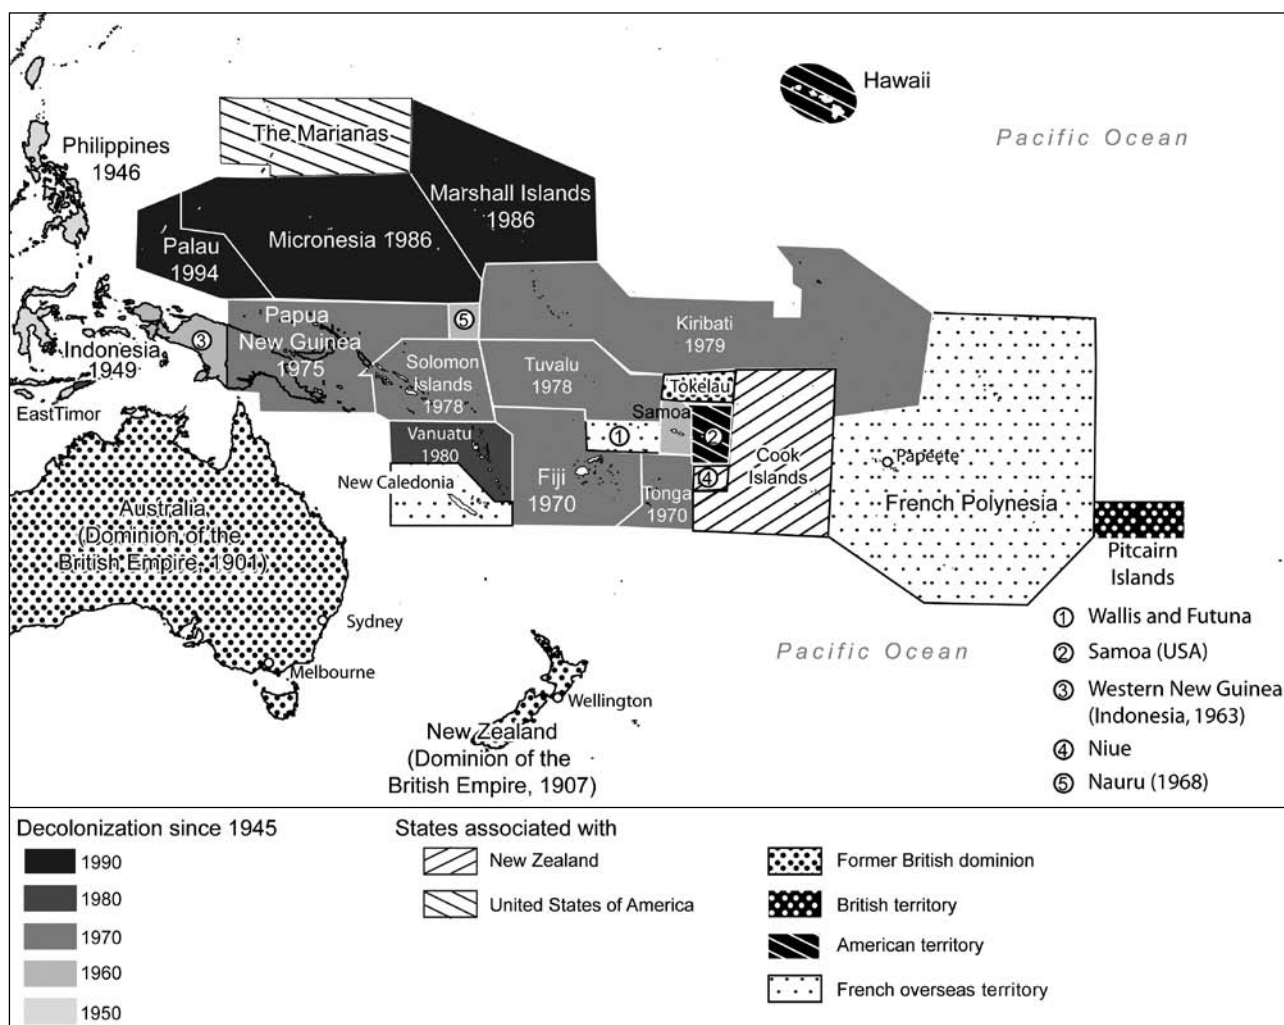 Hawaii
Pacific Ocean
The Marianas
Philippines
1946
Marshall Islands
1986
Micronesia 1986
Palau
1994
Papua
New Guinea
1975
5
3
Kiribati
1979
Indonesia
1949
Solomon
Islands
1978
Tuvalu
1978
Tokelau
EastTimor
Samoa
1
2
Vanuatu
1980
Cook
Islands
Papeete
Fiji
1970
4
New Caledonia
Tonga
1970
French Polynesia
Australia
(Dominion of the
British Empire, 1901)
Pitcairn
Islands
Sydney
Melbourne
Pacific Ocean
Wellington
New Zealand
(Dominion of the
British Empire, 1907)
1 Wallis and Futuna
2 Samoa (USA)
3 Western New Guinea
(Indonesia, 1963)
4 Niue
5 Nauru (1968)
Decolonization since 1945
1990
1980
1970
1960
1950
States associated with
New Zealand
United States of America
Former British dominion
British territory
American territory
French overseas territory